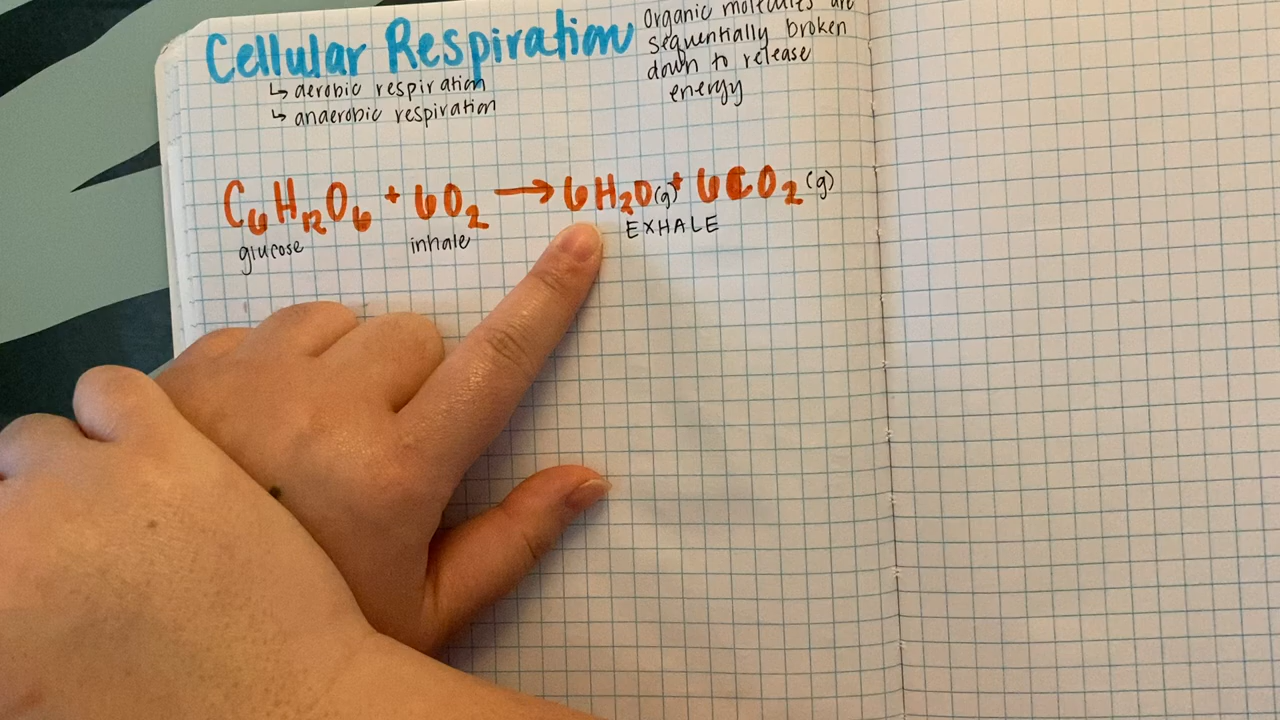 Cellular Respiration
↳ aerobic respiration
↳ anaerobic respiration
Organic molecules are
sequentially broken
down to release
energy
C₆H₁₂O₆ + 6O₂ → 6H₂O(g) + 6CO₂(g)
glucose inhale EXHALE